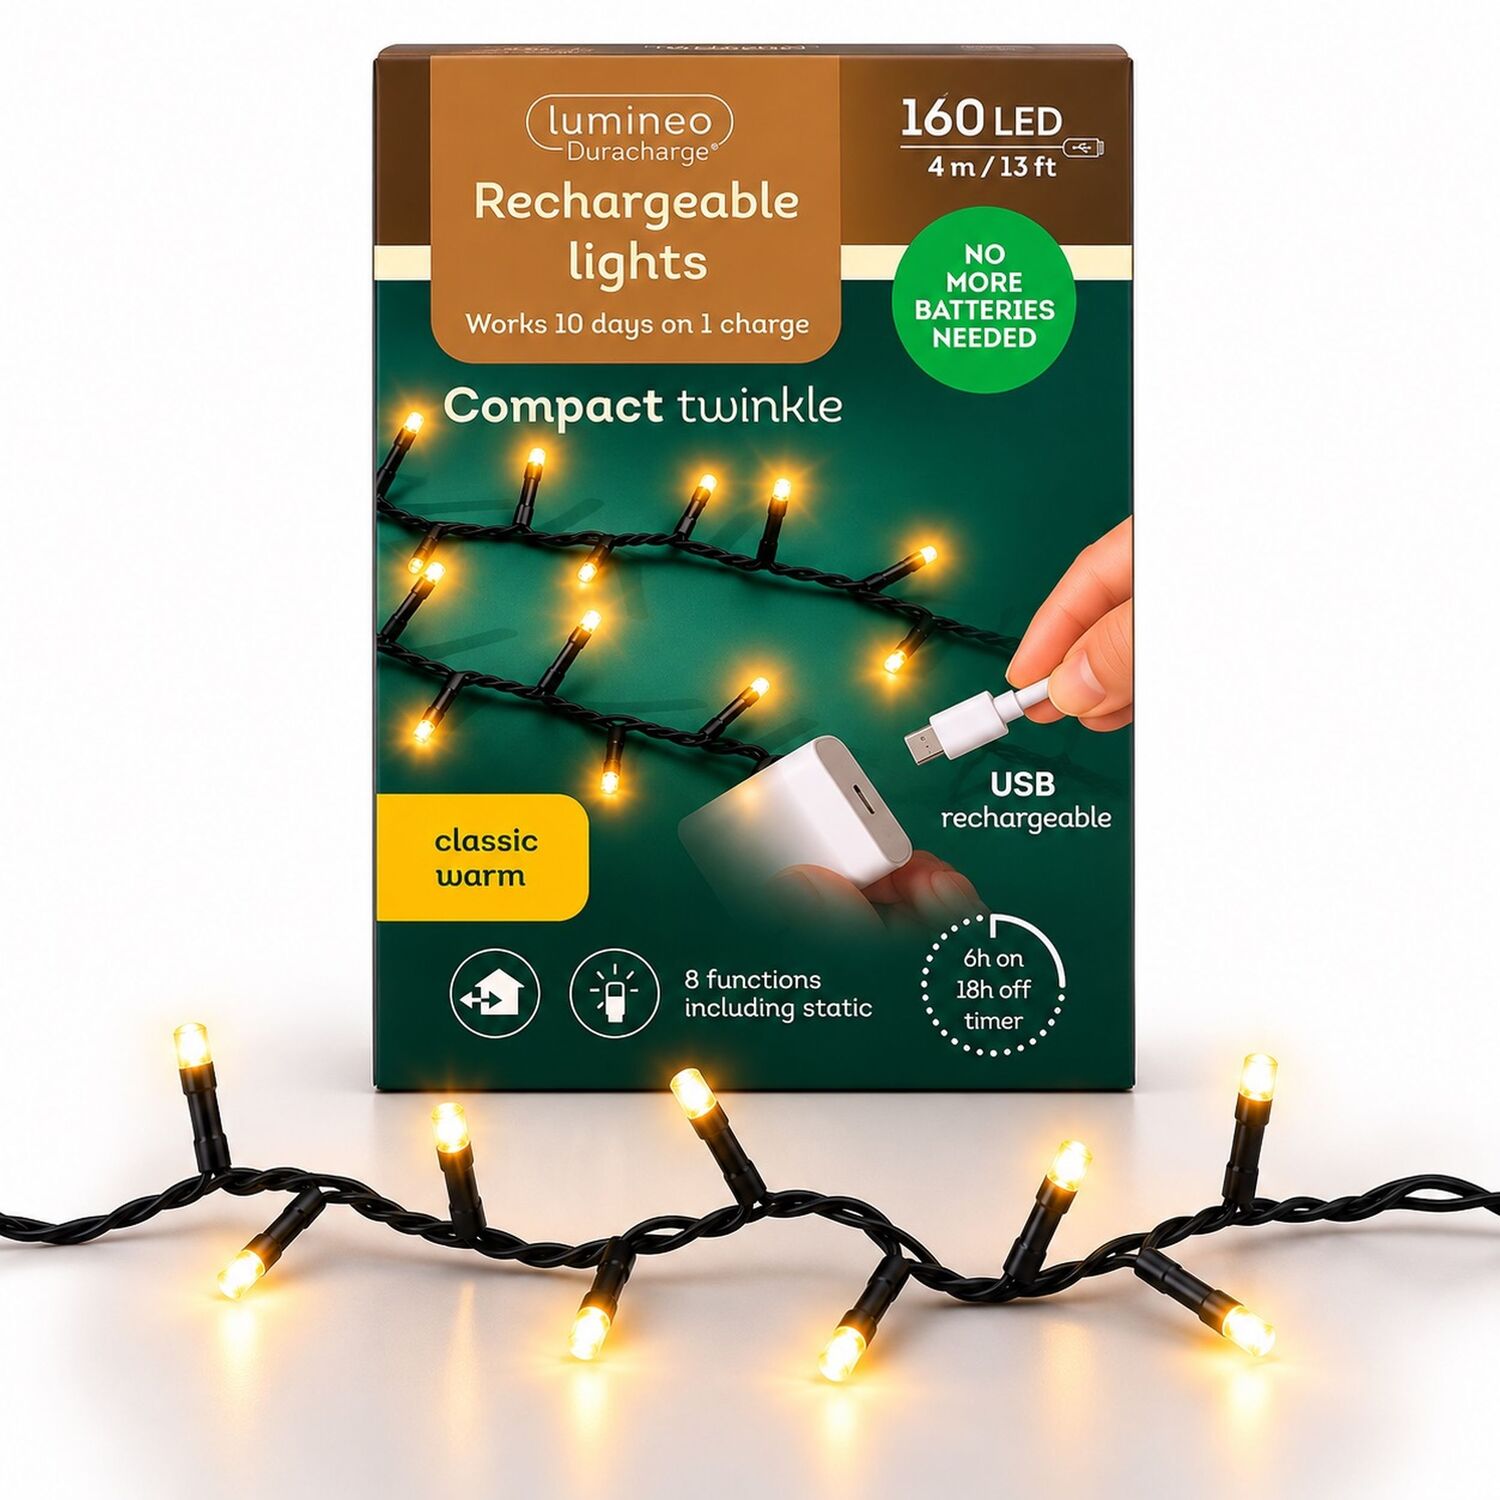 lumineo
Duracharge®
Rechargeable
lights
Works 10 days on 1 charge
160 LED
4 m / 13 ft
NO
MORE
BATTERIES
NEEDED
Compact twinkle
USB
rechargeable
classic
warm
8 functions
including static
6h on
18h off
timer